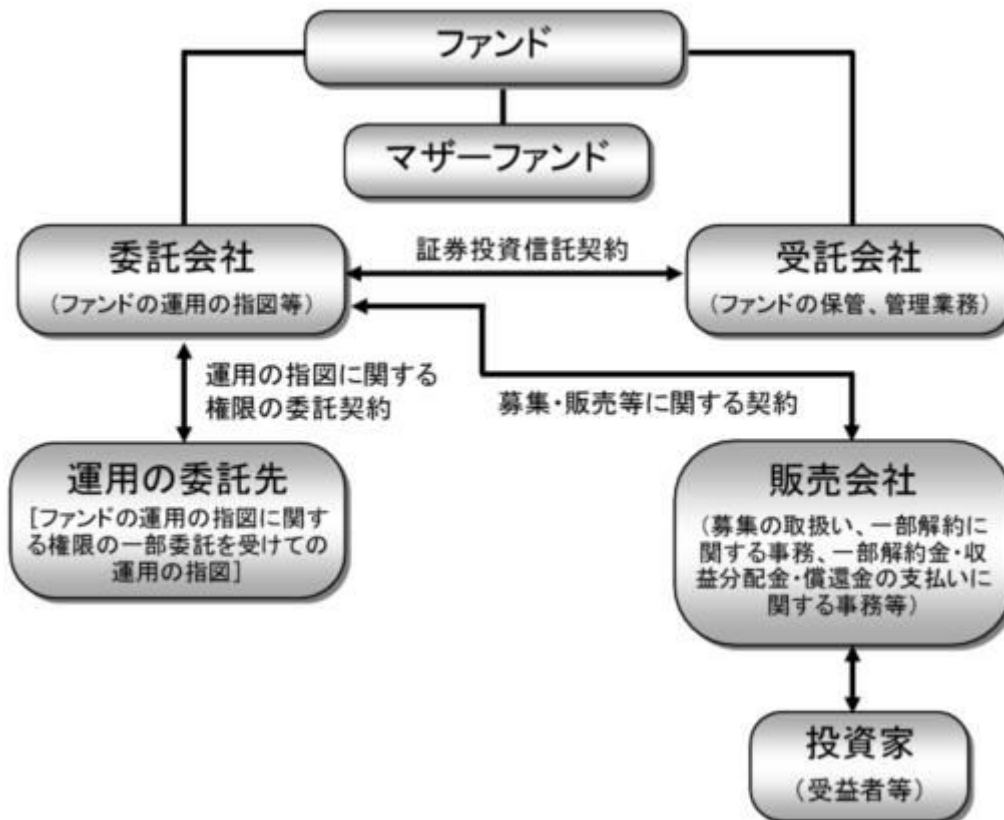 ファンド
マザーファンド
委託会社
(ファンドの運用の指図等)
証券投資信託契約
受託会社
(ファンドの保管、管理業務)
運用の指図に関する
権限の委託契約
募集・販売等に関する契約
運用の委託先
[ファンドの運用の指図に関す
る権限の一部委託を受けての
運用の指図]
販売会社
(募集の取扱い、一部解約に
関する事務、一部解約金・収
益分配金・償還金の支払いに
関する事務等)
投資家
(受益者等)